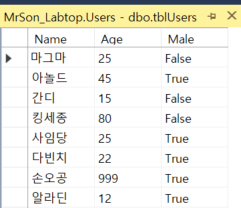 MrSon_Labtop.Users - dbo.tblUsers
Name Age Male
마그마 25 False
아놀드 45 True
간디 15 False
킹세종 80 False
사임당 25 True
다빈치 22 True
손오공 999 True
알라딘 12 True